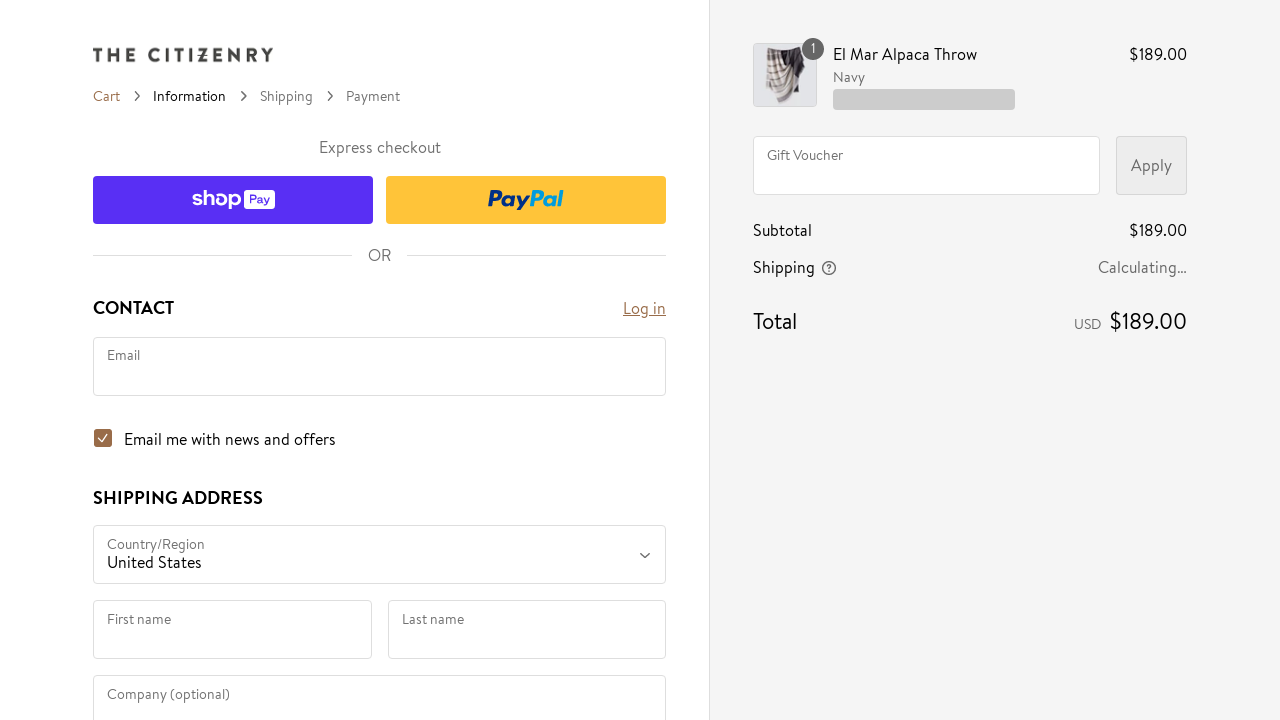 THE CITIZENRY
Cart > Information > Shipping > Payment
Express checkout
shop Pay
PayPal
OR
CONTACT
Log in
Email
Email me with news and offers
SHIPPING ADDRESS
Country/Region
United States
First name
Last name
Company (optional)
1
El Mar Alpaca Throw
$189.00
Navy
Gift Voucher
Apply
Subtotal
$189.00
Shipping
Calculating...
Total
USD $189.00